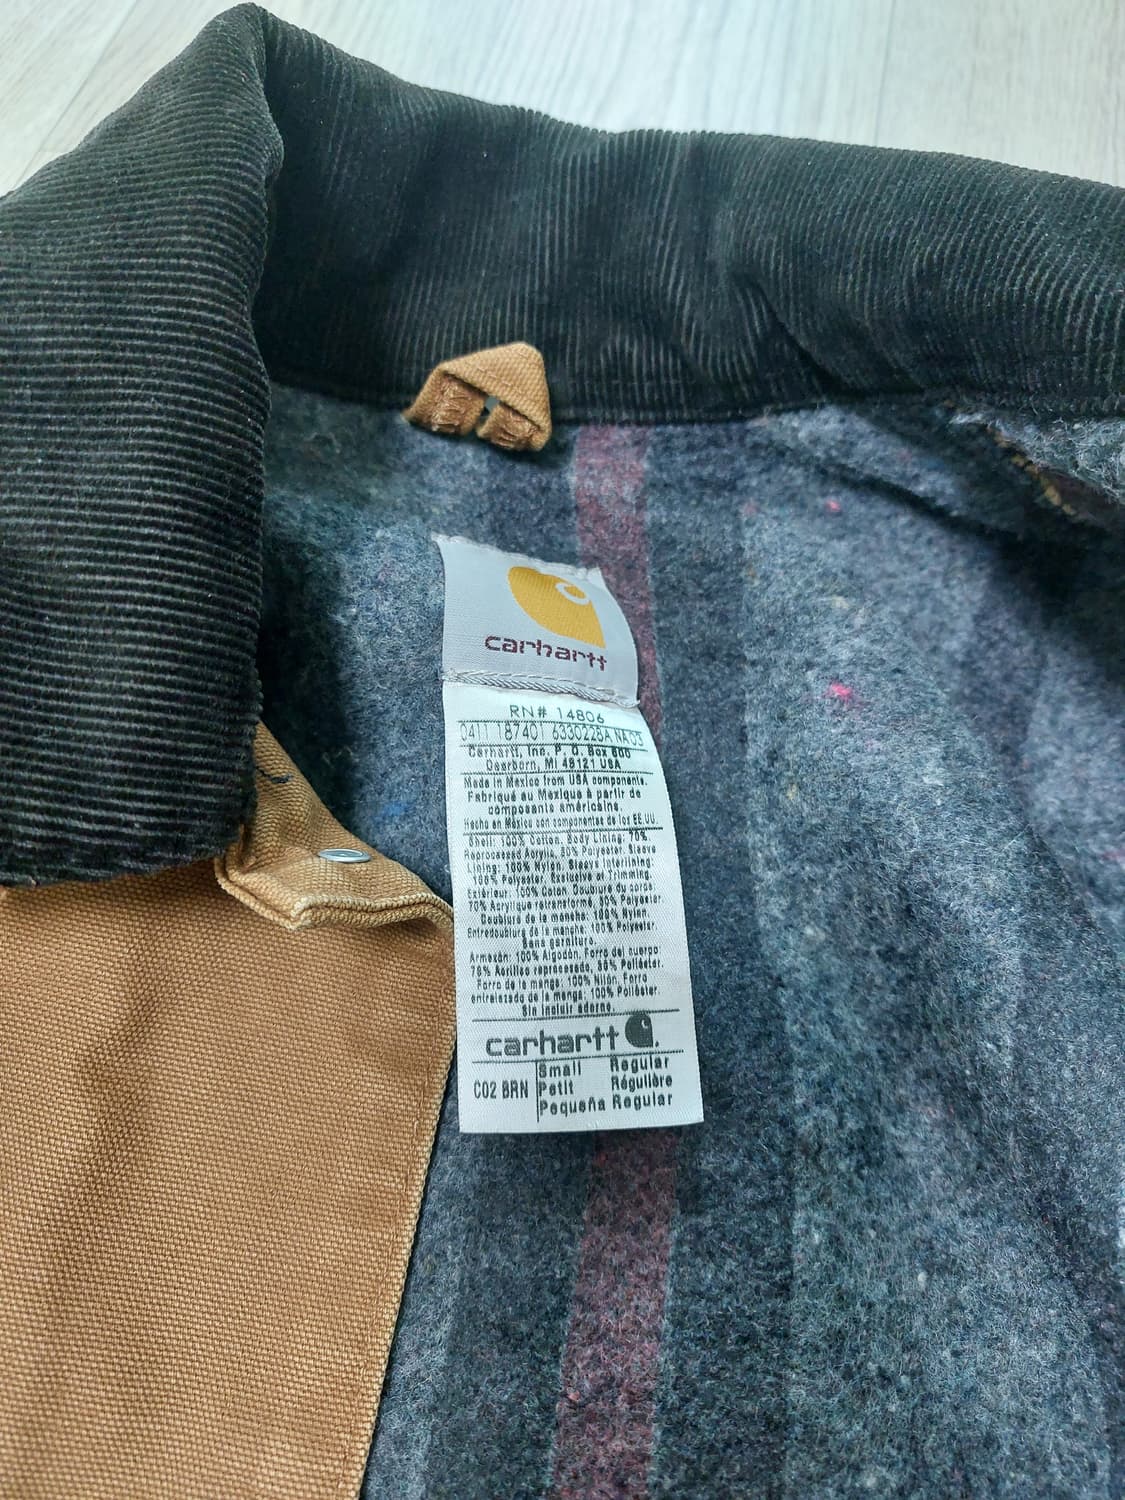 carhartt
RN# 14806
0411 187401 6330228A NA 03
Carhartt, Inc. P.O. Box 600
Dearborn, MI 48121 USA
Made in Mexico from USA components.
Fabriqué au Mexique à partir de
composants américains.
Hecho en México con componentes de los EE.UU.
Shell: 100% Cotton. Body Lining: 70%
Reprocessed Acrylic, 30% Polyester. Sleeve
Lining: 100% Nylon. Sleeve Interlining:
100% Polyester. Exclusive of Trimming.
Extérieur: 100% Coton. Doublure du corps:
70% Acrylique retransformé, 30% Polyester.
Doublure de la manche: 100% Nylon.
Entredoublure de la manche: 100% Polyester.
Sans garniture.
Armazón: 100% Algodón. Forro del cuerpo:
70% Acrílico reprocesado, 30% Poliéster.
Forro de la manga: 100% Nilón. Forro
entrelazado de la manga: 100% Poliéster.
Sin incluir adorno.
carhartt
C02 BRN
Small Regular
Petit Régulière
Pequeña Regular